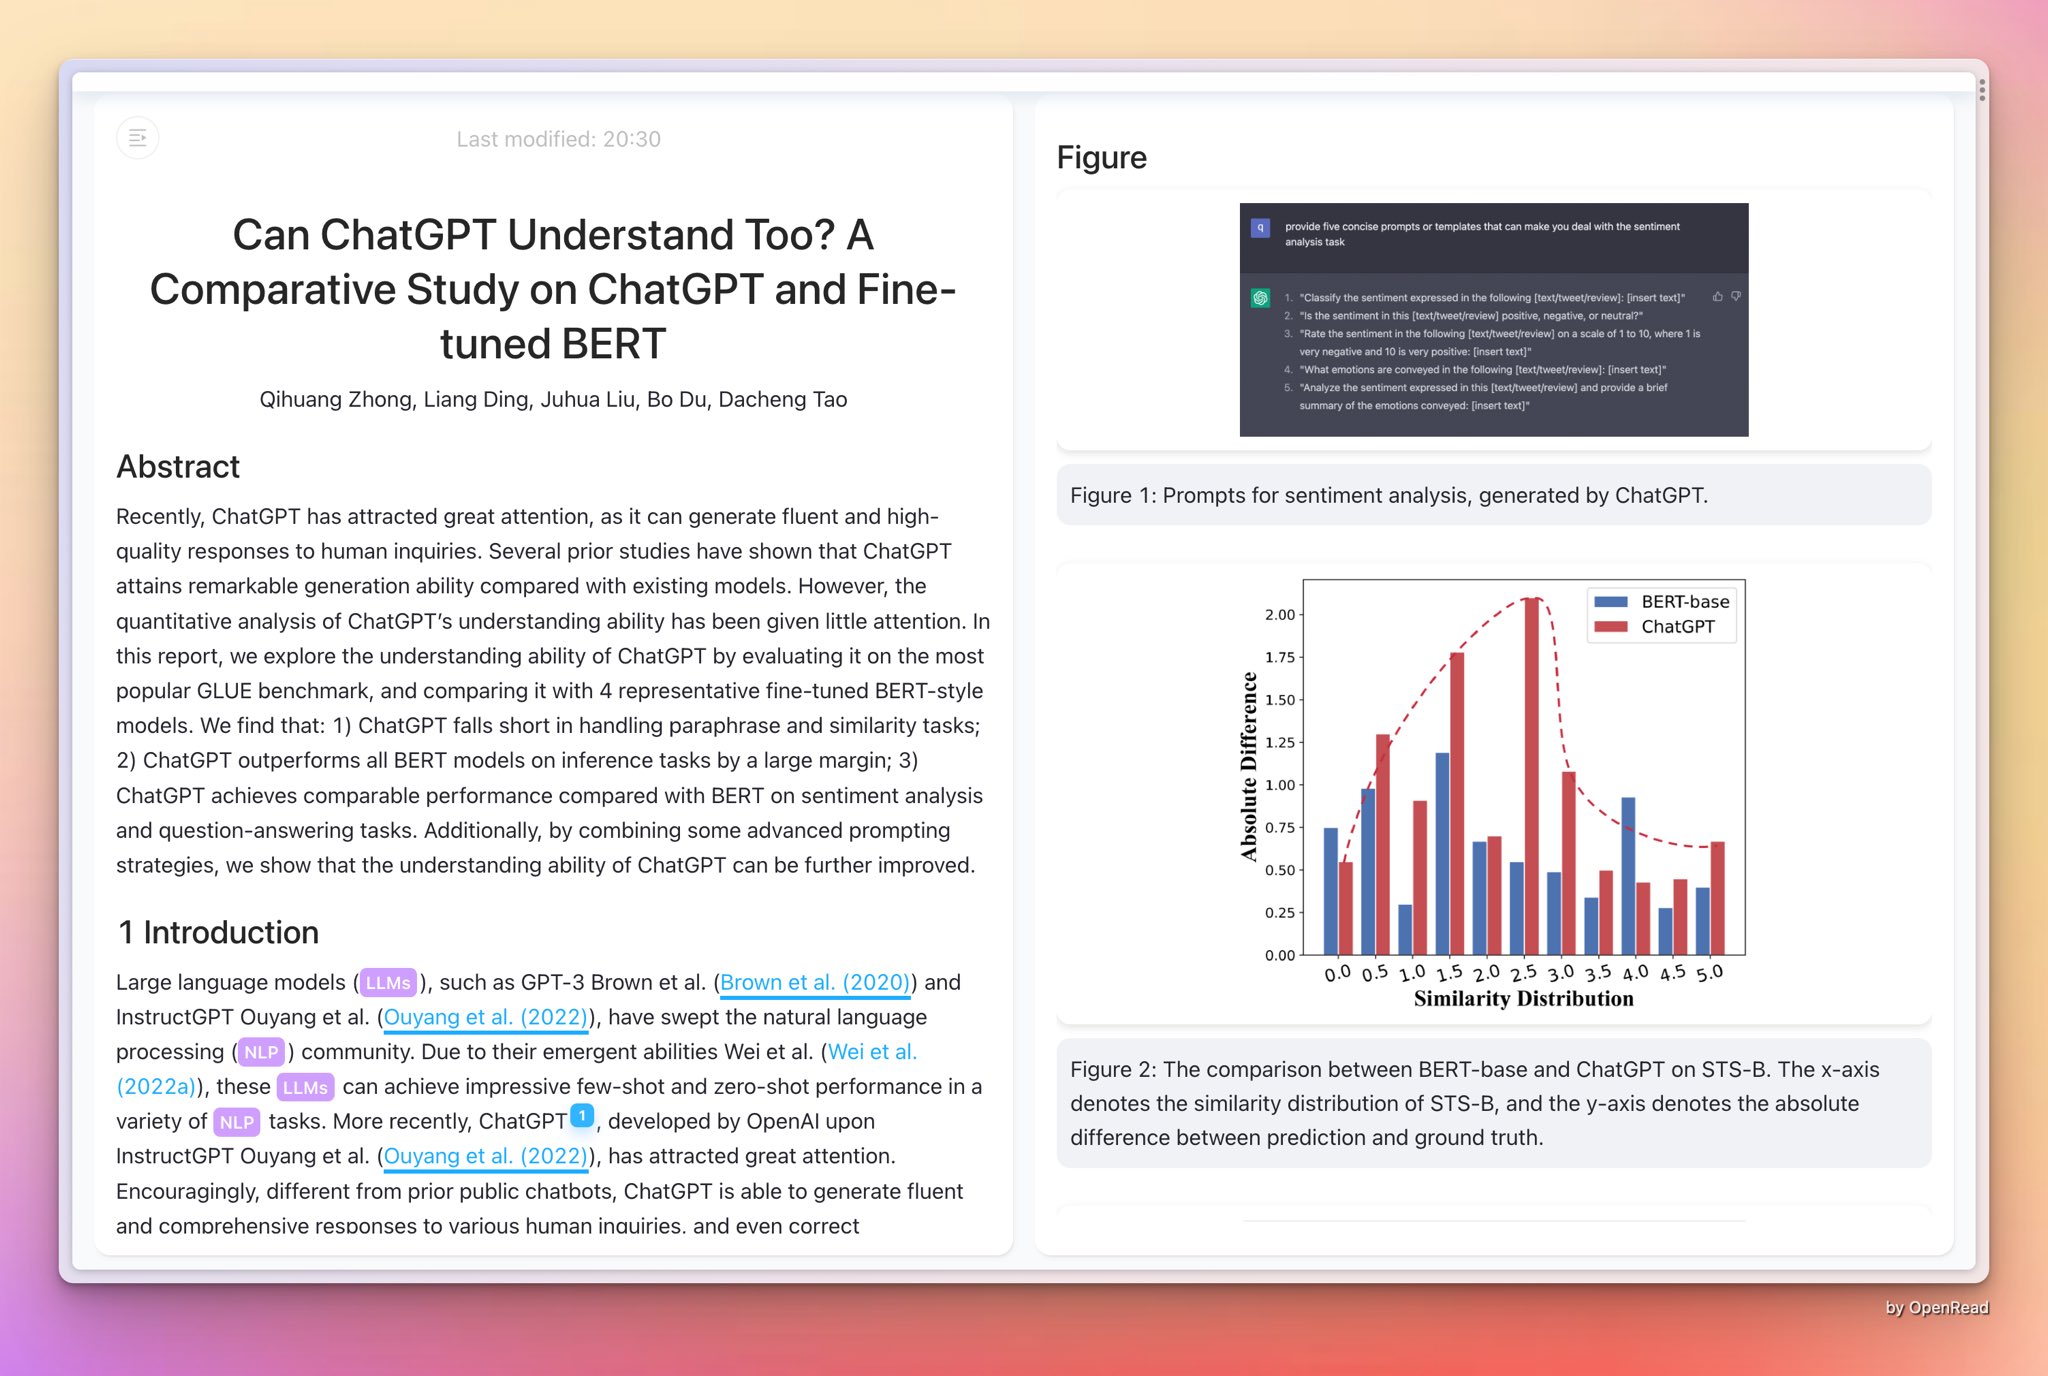 Last modified: 20:30
Can ChatGPT Understand Too? A
Comparative Study on ChatGPT and Fine-
tuned BERT
Qihuang Zhong, Liang Ding, Juhua Liu, Bo Du, Dacheng Tao
Abstract
Recently, ChatGPT has attracted great attention, as it can generate fluent and high-
quality responses to human inquiries. Several prior studies have shown that ChatGPT
attains remarkable generation ability compared with existing models. However, the
quantitative analysis of ChatGPT’s understanding ability has been given little attention. In
this report, we explore the understanding ability of ChatGPT by evaluating it on the most
popular GLUE benchmark, and comparing it with 4 representative fine-tuned BERT-style
models. We find that: 1) ChatGPT falls short in handling paraphrase and similarity tasks;
2) ChatGPT outperforms all BERT models on inference tasks by a large margin; 3)
ChatGPT achieves comparable performance compared with BERT on sentiment analysis
and question-answering tasks. Additionally, by combining some advanced prompting
strategies, we show that the understanding ability of ChatGPT can be further improved.
1 Introduction
Large language models (LLMs), such as GPT-3 Brown et al. (Brown et al. (2020)) and
InstructGPT Ouyang et al. (Ouyang et al. (2022)), have swept the natural language
processing (NLP) community. Due to their emergent abilities Wei et al. (Wei et al.
(2022a)), these LLMs can achieve impressive few-shot and zero-shot performance in a
variety of NLP tasks. More recently, ChatGPT 1, developed by OpenAI upon
InstructGPT Ouyang et al. (Ouyang et al. (2022)), has attracted great attention.
Encouragingly, different from prior public chatbots, ChatGPT is able to generate fluent
and comprehensive responses to various human inquiries, and even correct
Figure
q
provide five concise prompts or templates that can make you deal with the sentiment
analysis task
1. "Classify the sentiment expressed in the following [text/tweet/review]: [insert text]"
2. "Is the sentiment in this [text/tweet/review] positive, negative, or neutral?"
3. "Rate the sentiment in the following [text/tweet/review] on a scale of 1 to 10, where 1 is
very negative and 10 is very positive: [insert text]"
4. "What emotions are conveyed in the following [text/tweet/review]: [insert text]"
5. "Analyze the sentiment expressed in this [text/tweet/review] and provide a brief
summary of the emotions conveyed: [insert text]"
Figure 1: Prompts for sentiment analysis, generated by ChatGPT.
BERT-base
ChatGPT
Absolute Difference
2.00
1.75
1.50
1.25
1.00
0.75
0.50
0.25
0.00
0.0 0.5 1.0 1.5 2.0 2.5 3.0 3.5 4.0 4.5 5.0
Similarity Distribution
Figure 2: The comparison between BERT-base and ChatGPT on STS-B. The x-axis
denotes the similarity distribution of STS-B, and the y-axis denotes the absolute
difference between prediction and ground truth.
by OpenRead